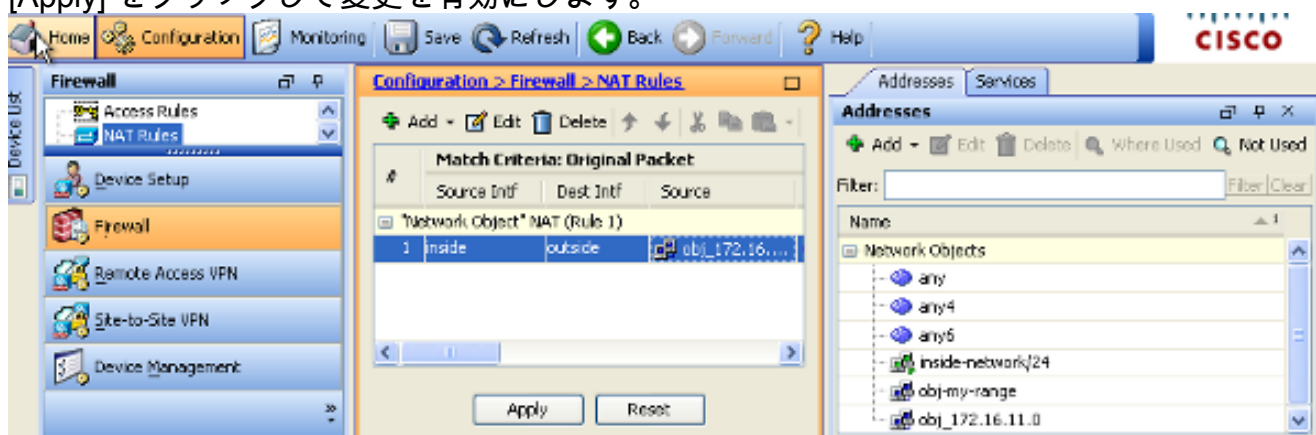 [Apply] をクリックして変更を有効にします。
Home Configuration Monitoring Save Refresh Back Forward Help
CISCO
Device List
Firewall
Access Rules
NAT Rules
Device Setup
Firewall
Remote Access VPN
Site-to-Site VPN
Device Management
Configuration > Firewall > NAT Rules
Add Edit Delete
Match Criteria: Original Packet
# Source Intf Dest Intf Source
"Network Object" NAT (Rule 1)
1 inside outside obj_172.16....
Apply Reset
Addresses Services
Addresses
Add Edit Delete Where Used Not Used
Filter: Filter Clear
Name 1
Network Objects
any
any4
any6
inside-network/24
obj-my-range
obj_172.16.11.0